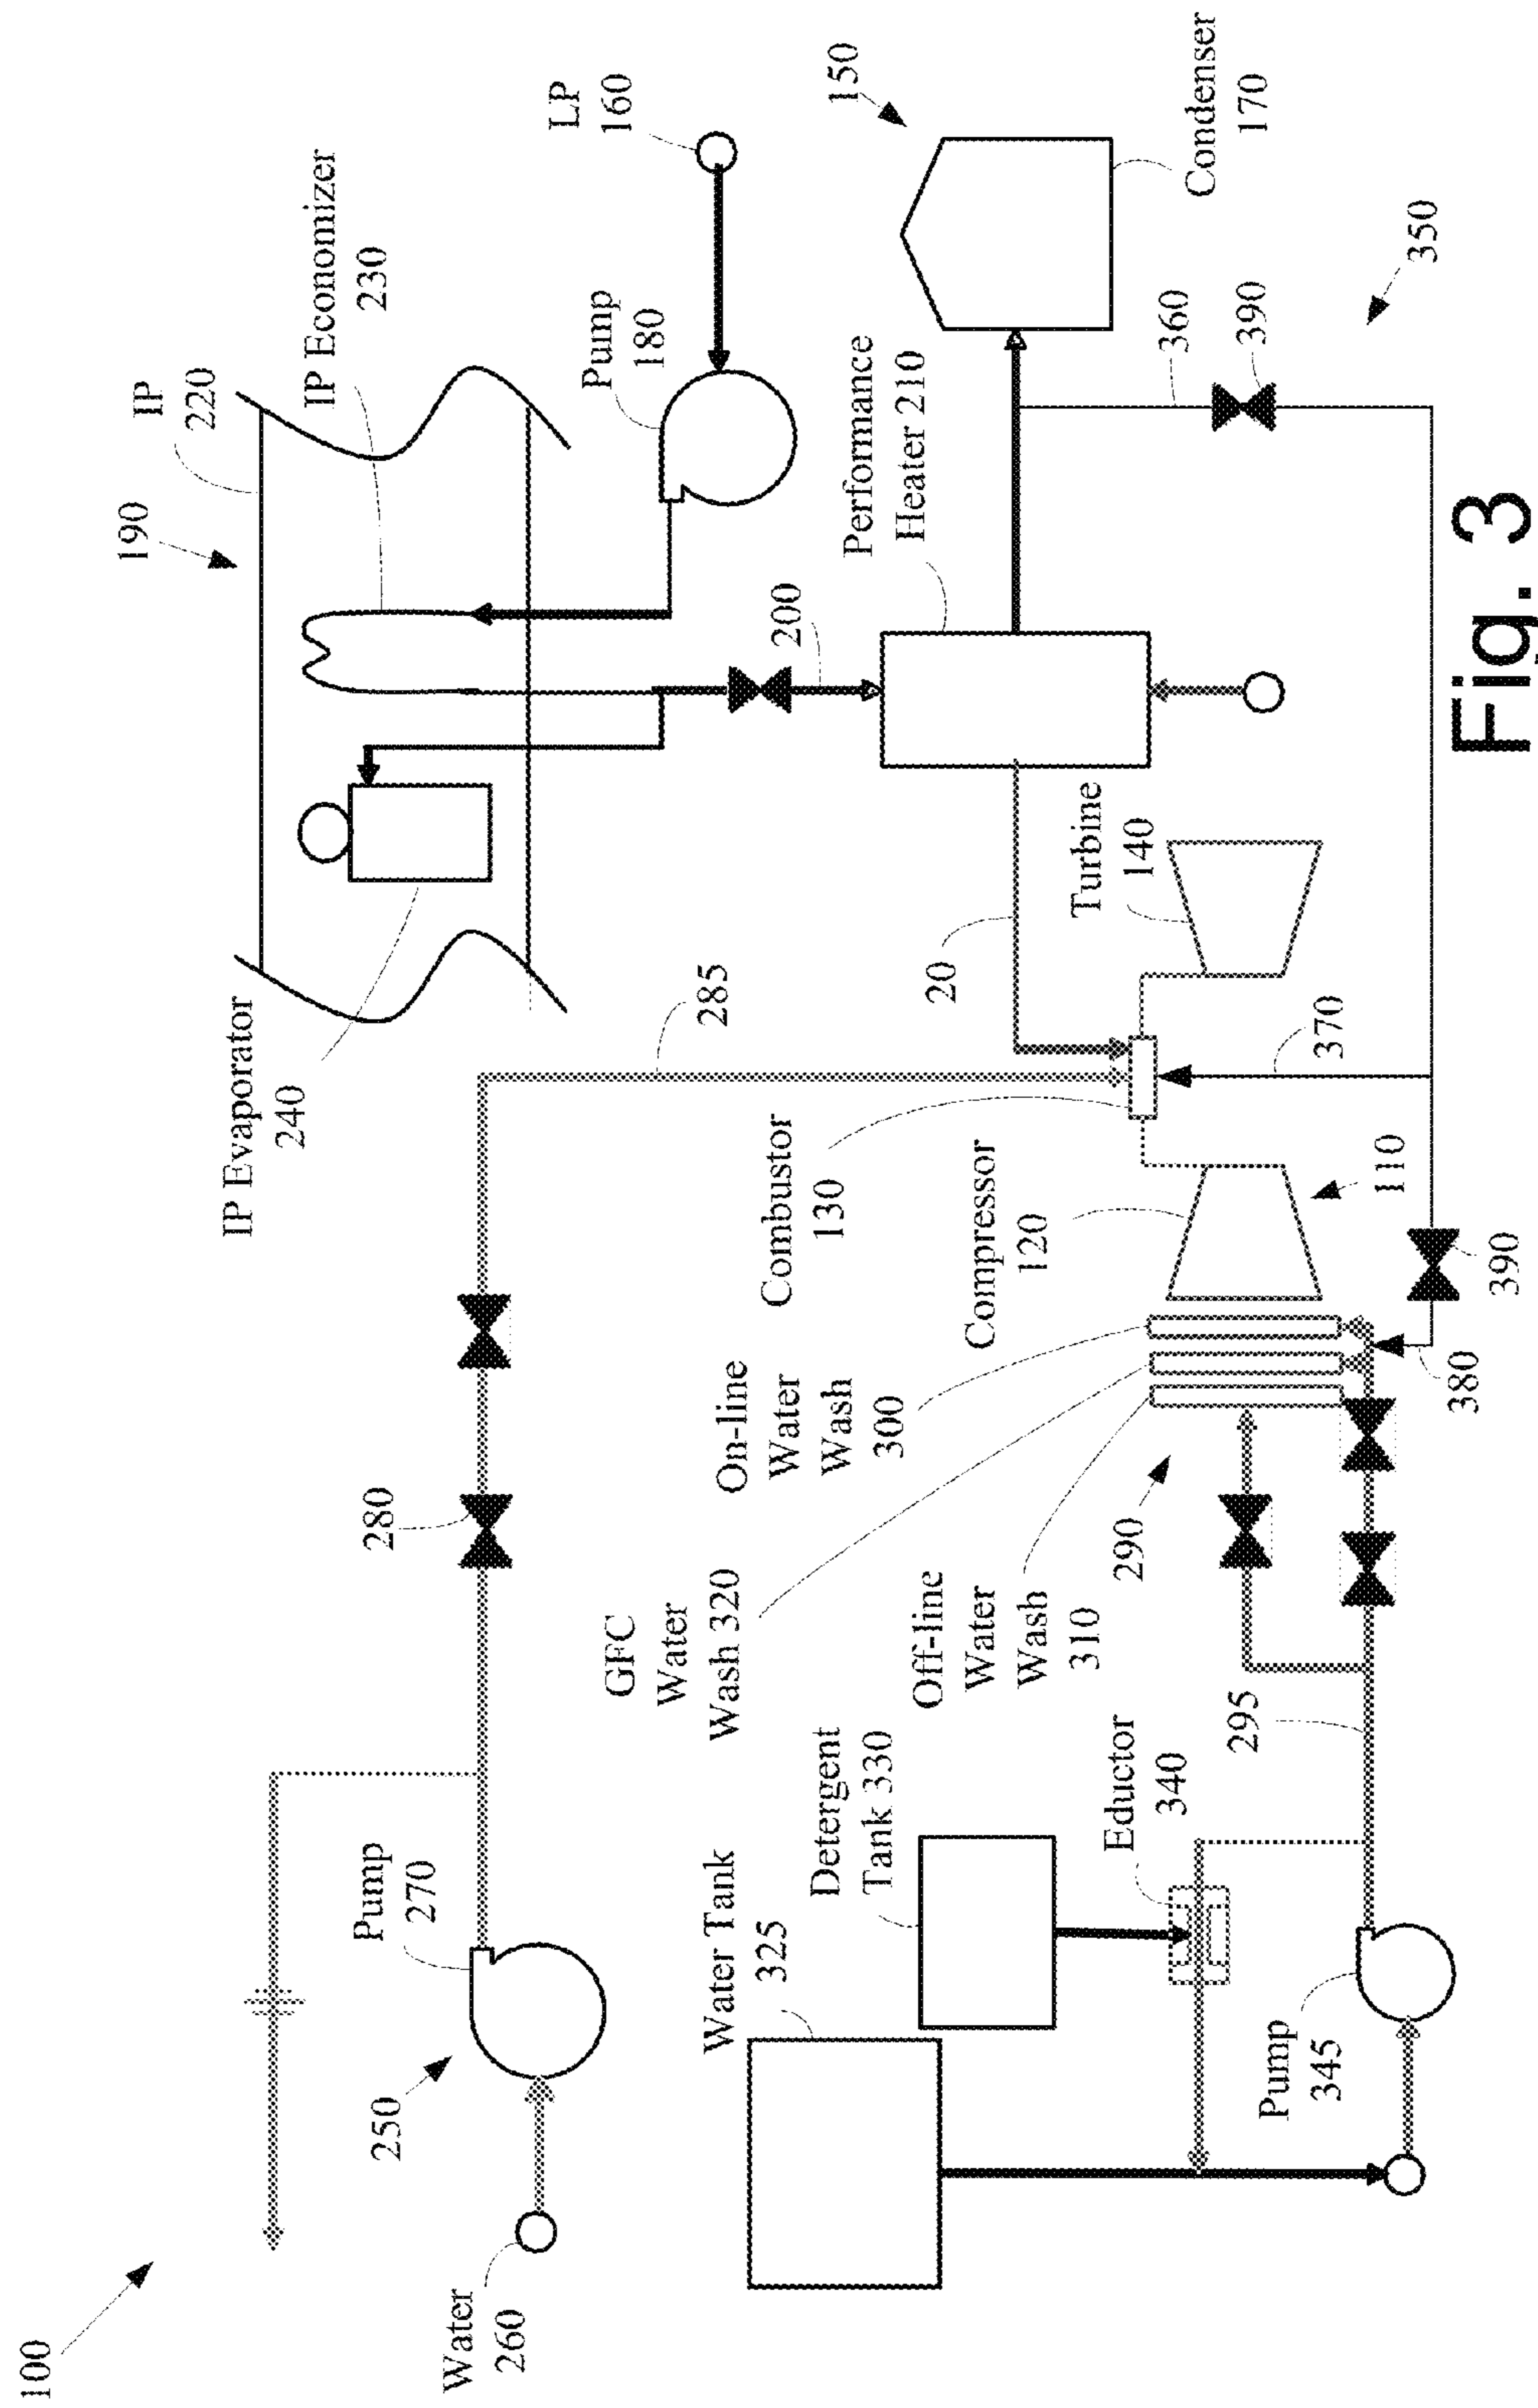 100
Water
260
250
Pump
270
280
285
IP Evaporator
240
190
IP
220
IP Economizer
230
Pump
180
LP
160
200
Performance
Heater 210
150
Condenser
170
20
Turbine
140
Combustor
130
Compressor
120
110
On-line
Water
Wash
300
GFC
Water
Wash 320
Off-line
Water
Wash
310
290
295
Water Tank
325
Detergent
Tank 330
Eductor
340
Pump
345
360
390
350
370
380
390
Fig. 3